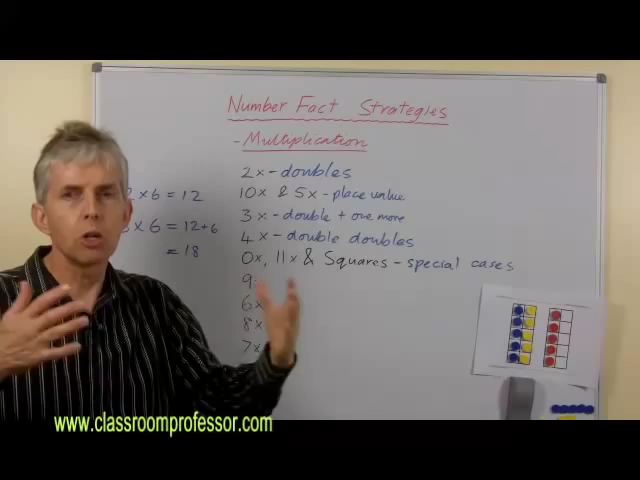 Number Fact Strategies
- Multiplication
2x - doubles
10x & 5x - place value
3x - double + one more
4x - double doubles
0x, 11x & Squares - special cases
9
6x
8x
7x
2 x 6 = 12
x 6 = 12 + 6
= 18
www.classroomprofessor.com